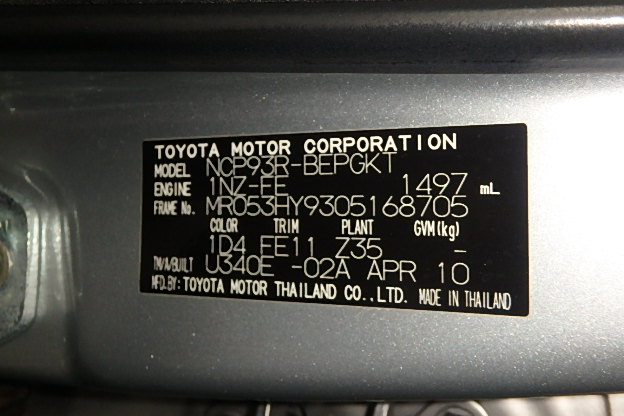 TOYOTA MOTOR CORPORATION
MODEL NCP93R-BEPGKT
ENGINE 1NZ-FE 1497 mL
FRAME No. MR053HY9305168705
COLOR TRIM PLANT GVM(kg)
1D4 FE11 Z35 -
TM/A/BUILT U340E -02A APR 10
MFD.BY: TOYOTA MOTOR THAILAND CO.,LTD. MADE IN THAILAND